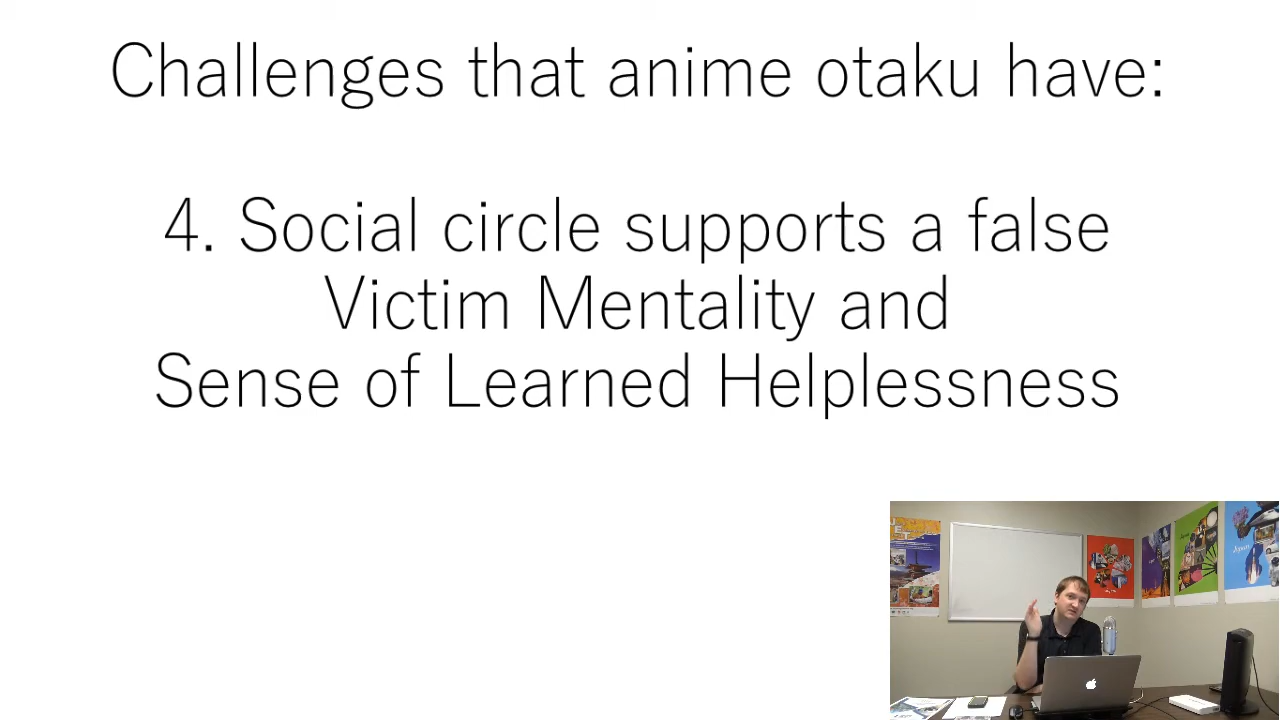 Challenges that anime otaku have:
4. Social circle supports a false
Victim Mentality and
Sense of Learned Helplessness